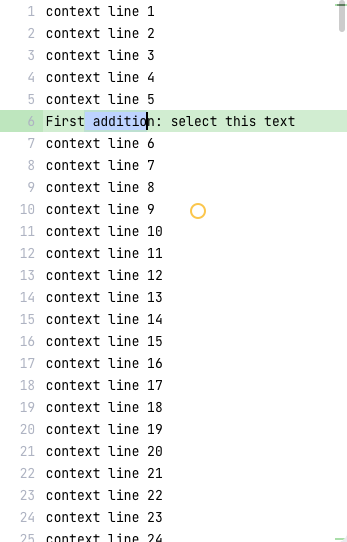 1 context line 1
2 context line 2
3 context line 3
4 context line 4
5 context line 5
6 First addition: select this text
7 context line 6
8 context line 7
9 context line 8
10 context line 9
11 context line 10
12 context line 11
13 context line 12
14 context line 13
15 context line 14
16 context line 15
17 context line 16
18 context line 17
19 context line 18
20 context line 19
21 context line 20
22 context line 21
23 context line 22
24 context line 23
25 context line 24